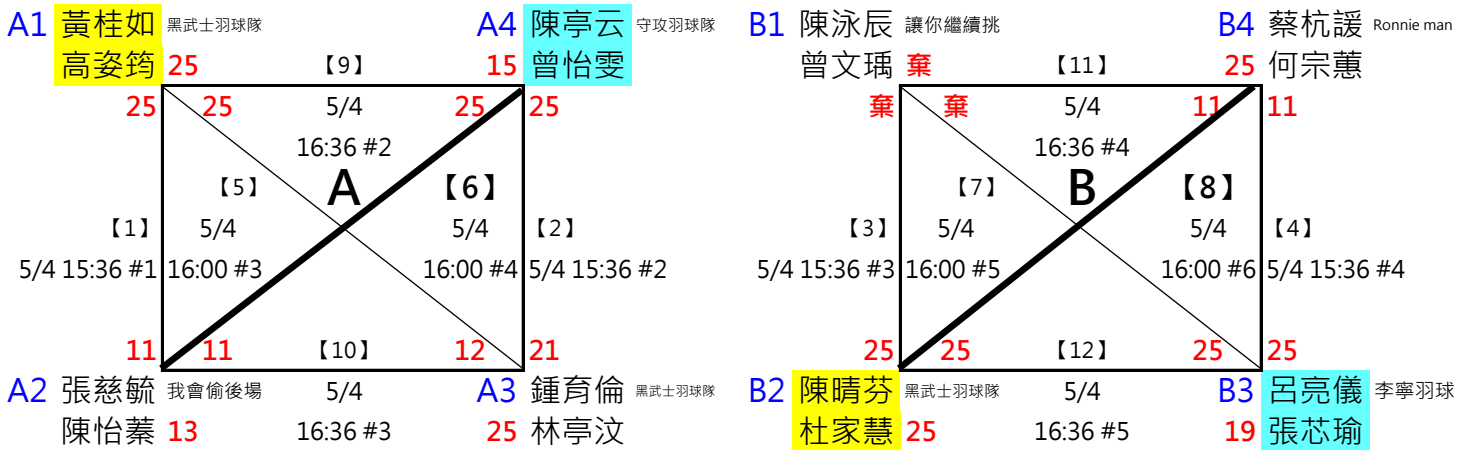 A1 黃桂如 黑武士羽球隊 A4 陳亭云 守攻羽球隊 B1 陳泳辰 讓你繼續挑 B4 蔡杭諼 Ronnie man
高姿筠 25 【9】 15 曾怡雯 曾文瑀 棄 【11】 25 何宗蕙
25 25 5/4 25 25 棄 棄 5/4 11 11
16:36 #2 16:36 #4
【5】 A 【6】 【7】 B 【8】
【1】 5/4 5/4 【2】 【3】 5/4 5/4 【4】
5/4 15:36 #1 16:00 #3 16:00 #4 5/4 15:36 #2 5/4 15:36 #3 16:00 #5 16:00 #6 5/4 15:36 #4
11 11 【10】 12 21 25 25 【12】 25 25
A2 張慈毓 我會偷後場 5/4 A3 鍾育倫 黑武士羽球隊 B2 陳晴芬 黑武士羽球隊 5/4 B3 呂亮儀 李寧羽球
陳怡蓁 13 16:36 #3 25 林亭汶 杜家慧 25 16:36 #5 19 張芯瑜